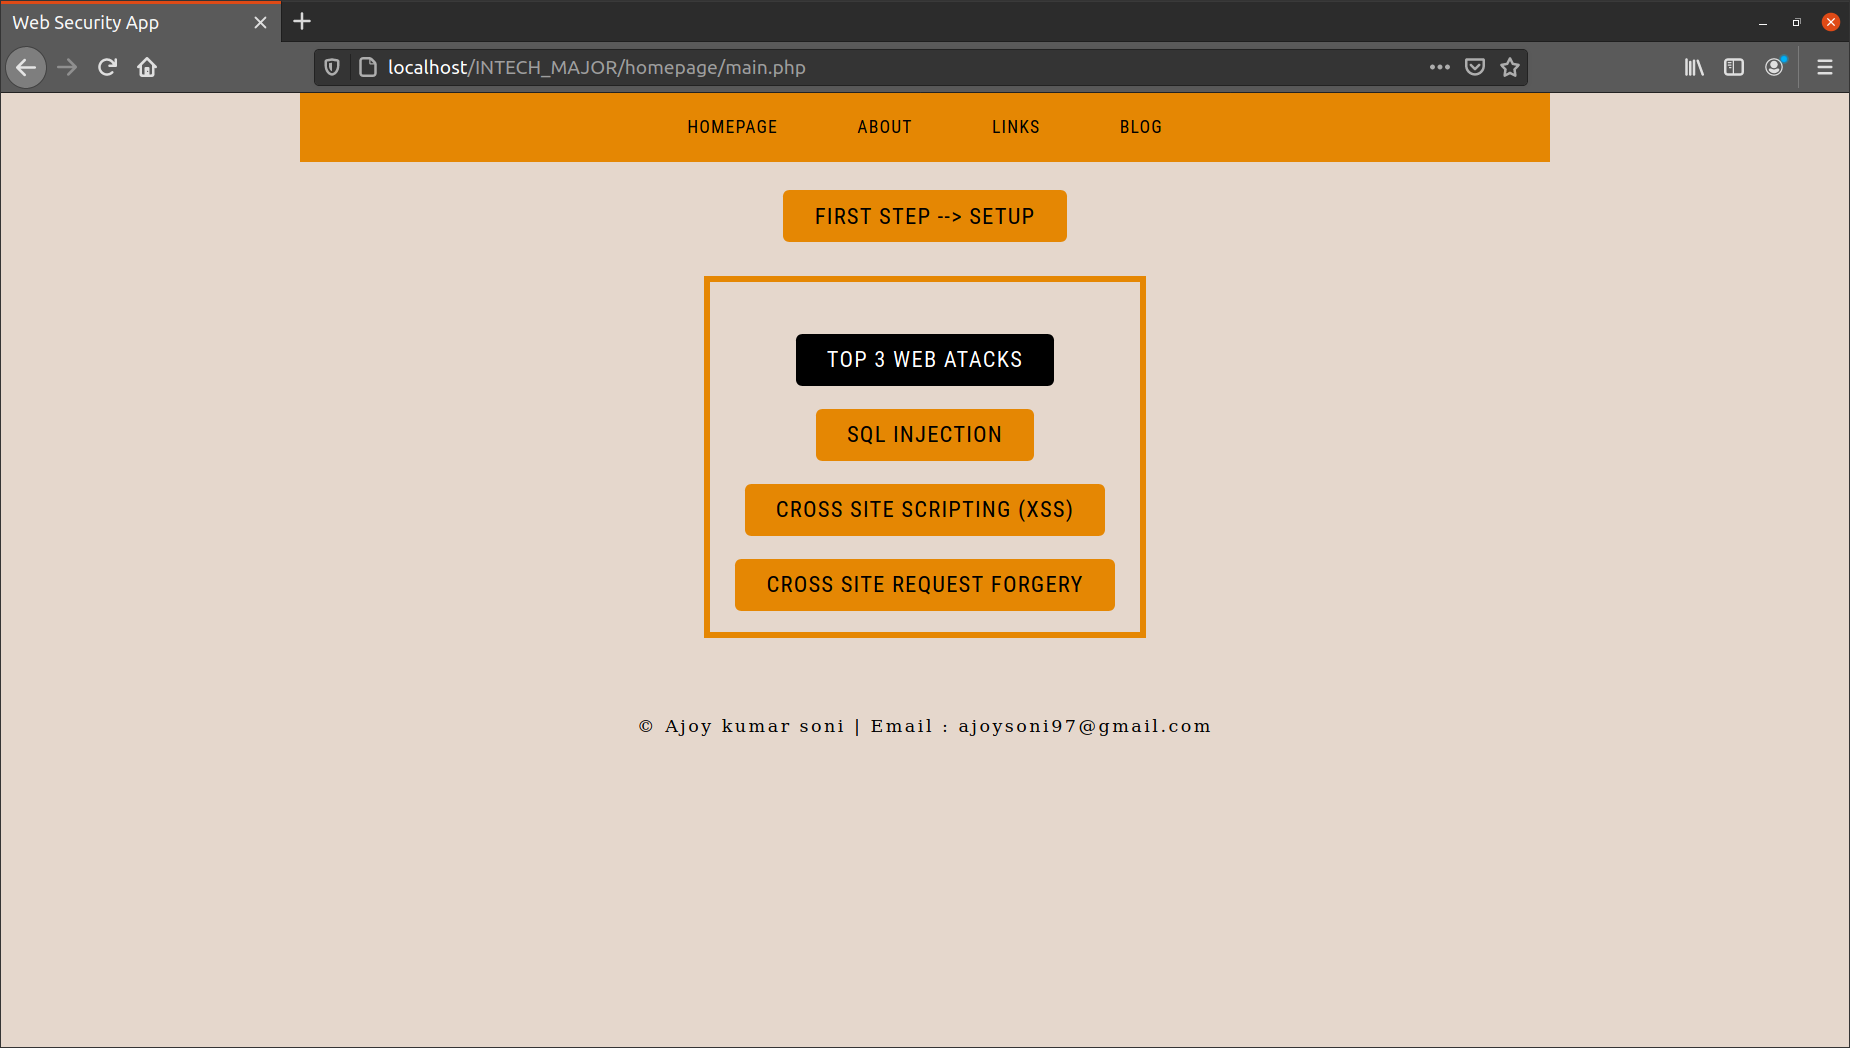 Web Security App
localhost/INTECH_MAJOR/homepage/main.php
HOMEPAGE ABOUT LINKS BLOG
FIRST STEP --> SETUP
TOP 3 WEB ATACKS
SQL INJECTION
CROSS SITE SCRIPTING (XSS)
CROSS SITE REQUEST FORGERY
© Ajoy kumar soni | Email : ajoysoni97@gmail.com